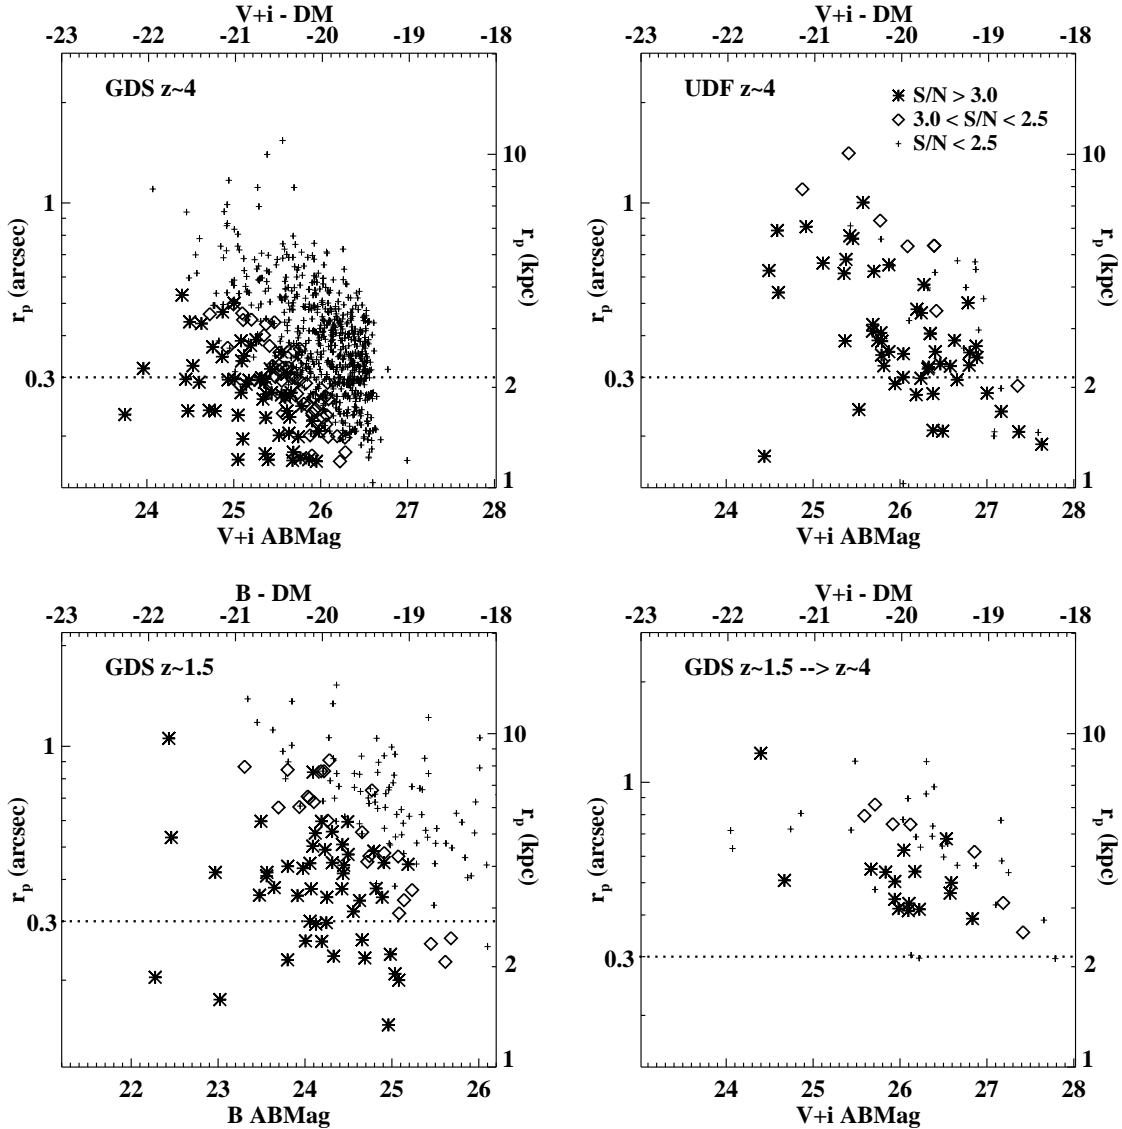 V+i - DM
V+i - DM
-23 -22 -21 -20 -19 -18
-23 -22 -21 -20 -19 -18
GDS z~4
UDF z~4
S/N > 3.0
3.0 < S/N < 2.5
S/N < 2.5
10
10
1
1
r_p (arcsec)
r_p (kpc)
r_p (arcsec)
r_p (kpc)
0.3
2
0.3
2
1
1
24 25 26 27 28
24 25 26 27 28
V+i ABMag
V+i ABMag
B - DM
V+i - DM
-23 -22 -21 -20 -19 -18
-23 -22 -21 -20 -19 -18
GDS z~1.5
GDS z~1.5 --> z~4
10
10
1
1
r_p (arcsec)
r_p (kpc)
r_p (arcsec)
r_p (kpc)
0.3
2
0.3
2
1
1
22 23 24 25 26
24 25 26 27 28
B ABMag
V+i ABMag